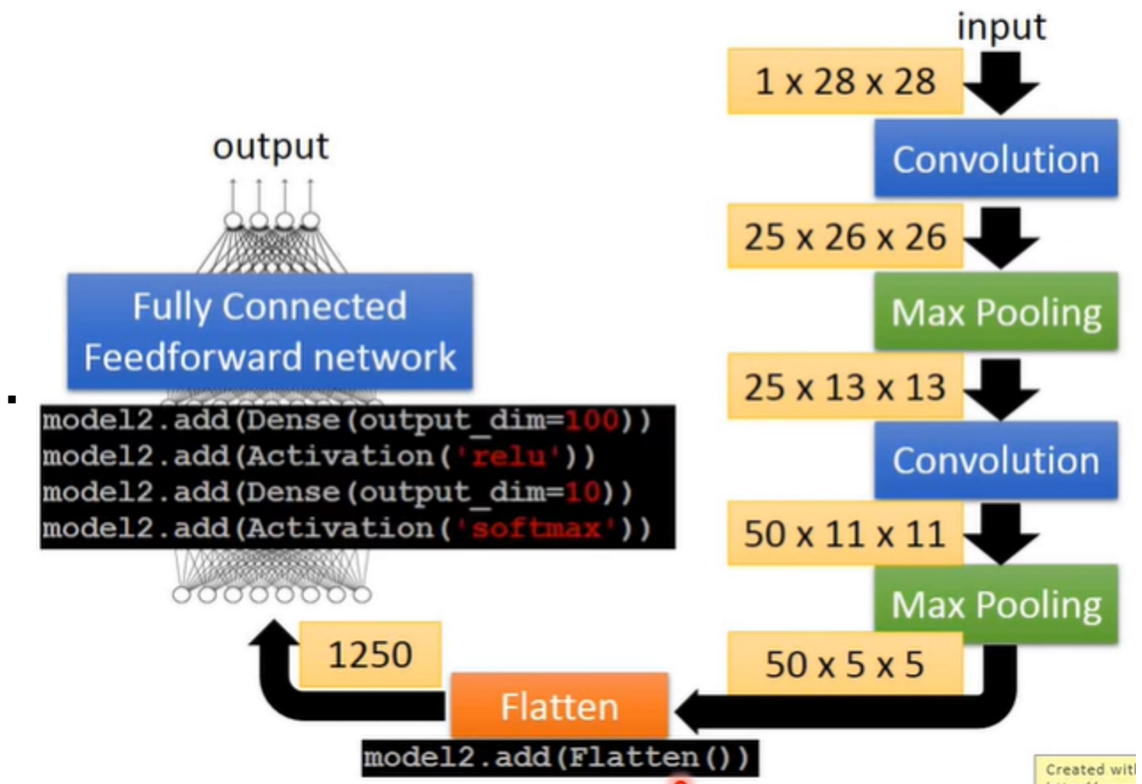 input
1 x 28 x 28
Convolution
25 x 26 x 26
Max Pooling
25 x 13 x 13
Convolution
50 x 11 x 11
Max Pooling
50 x 5 x 5
Flatten
model2.add(Flatten())
1250
model2.add(Dense(output_dim=100))
model2.add(Activation('relu'))
model2.add(Dense(output_dim=10))
model2.add(Activation('softmax'))
Fully Connected
Feedforward network
output
Created with